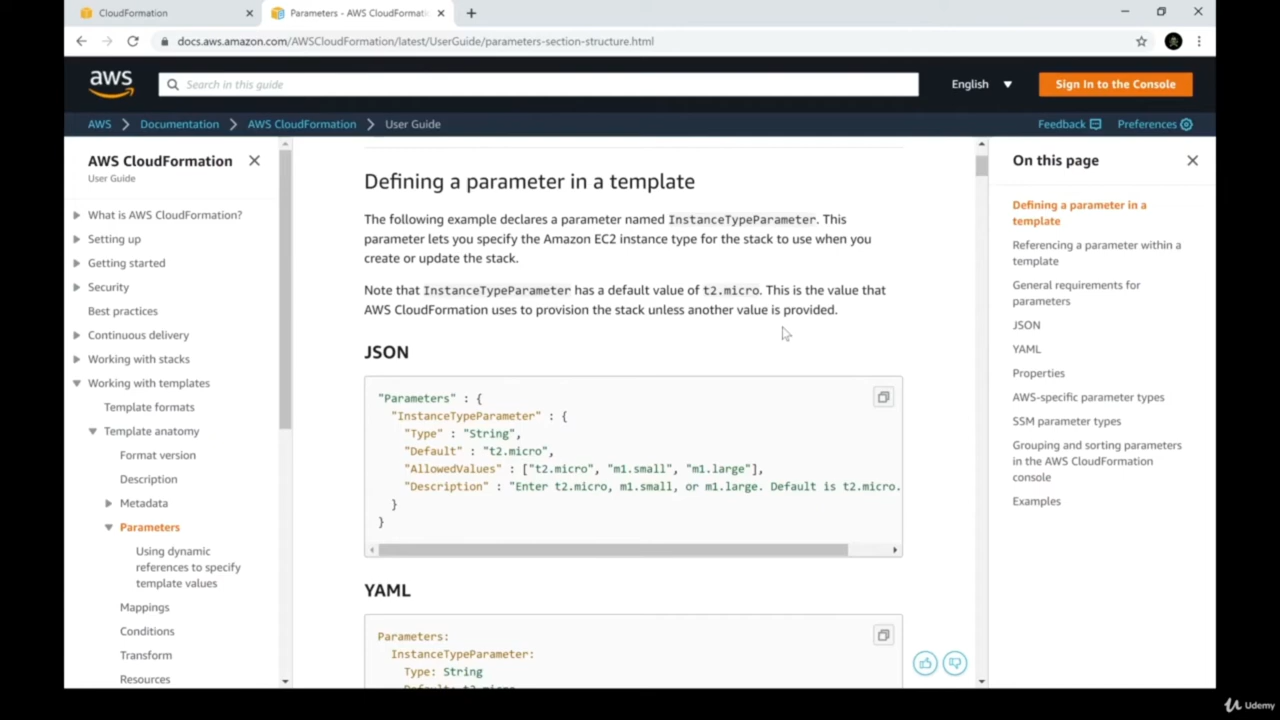 CloudFormation
Parameters - AWS CloudFormati
docs.aws.amazon.com/AWSCloudFormation/latest/UserGuide/parameters-section-structure.html
aws
Search in this guide
English
Sign In to the Console
AWS
Documentation
AWS CloudFormation
User Guide
Feedback
Preferences
AWS CloudFormation
User Guide
What is AWS CloudFormation?
Setting up
Getting started
Security
Best practices
Continuous delivery
Working with stacks
Working with templates
Template formats
Template anatomy
Format version
Description
Metadata
Parameters
Using dynamic
references to specify
template values
Mappings
Conditions
Transform
Resources
Defining a parameter in a template
The following example declares a parameter named InstanceTypeParameter. This
parameter lets you specify the Amazon EC2 instance type for the stack to use when you
create or update the stack.
Note that InstanceTypeParameter has a default value of t2.micro. This is the value that
AWS CloudFormation uses to provision the stack unless another value is provided.
JSON
"Parameters" : {
"InstanceTypeParameter" : {
"Type" : "String",
"Default" : "t2.micro",
"AllowedValues" : ["t2.micro", "m1.small", "m1.large"],
"Description" : "Enter t2.micro, m1.small, or m1.large. Default is t2.micro.
}
}
YAML
Parameters:
InstanceTypeParameter:
Type: String
Default: t2.micro
On this page
Defining a parameter in a
template
Referencing a parameter within a
template
General requirements for
parameters
JSON
YAML
Properties
AWS-specific parameter types
SSM parameter types
Grouping and sorting parameters
in the AWS CloudFormation
console
Examples
Udemy